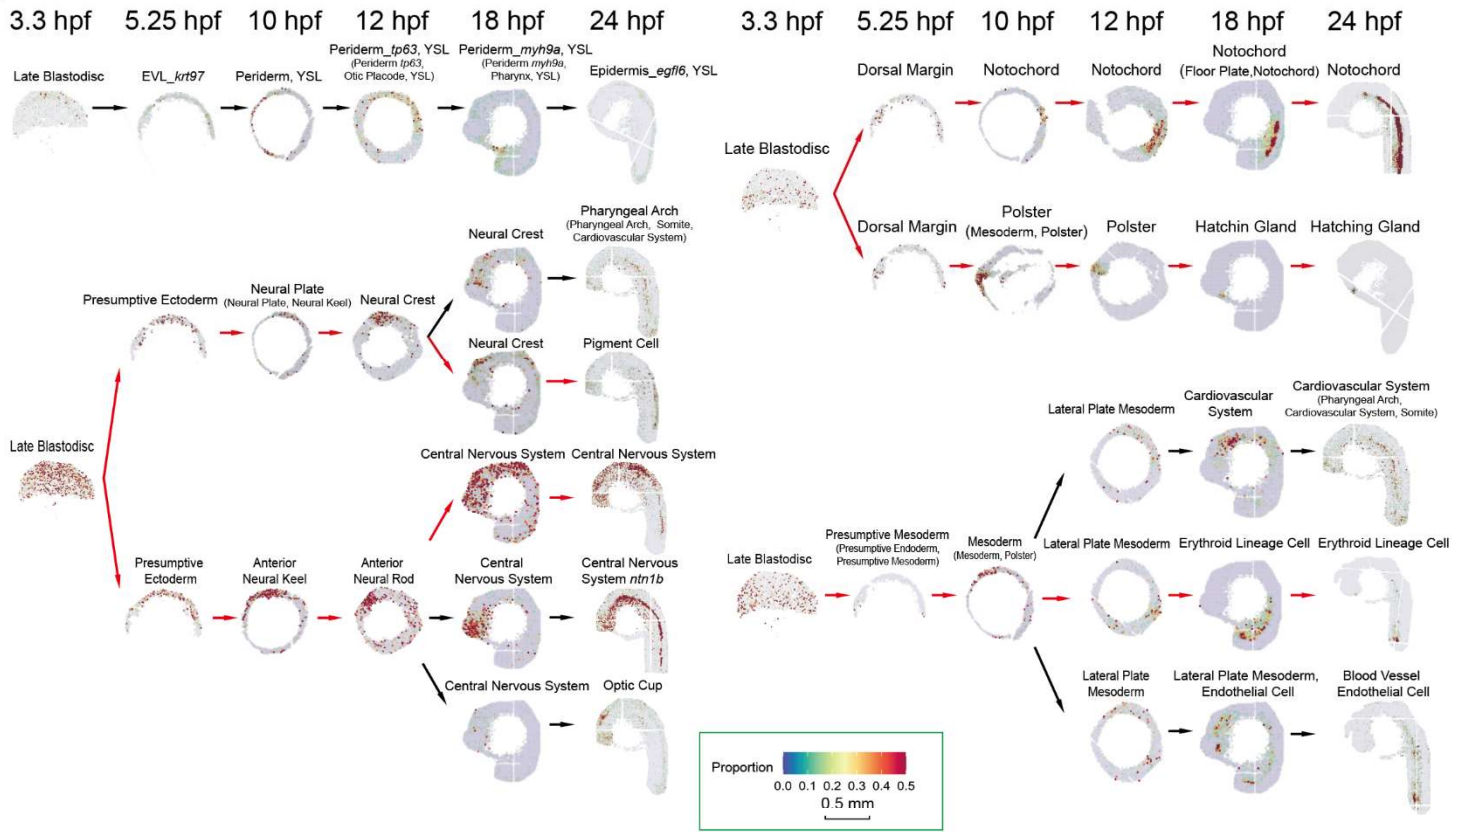 3.3 hpf 5.25 hpf 10 hpf 12 hpf 18 hpf 24 hpf
Late Blastodisc
EVL_krt97
Periderm, YSL
Periderm_tp63, YSL
(Periderm tp63,
Otic Placode, YSL)
Periderm_myh9a, YSL
(Periderm myh9a,
Pharynx, YSL)
Epidermis_egfl6, YSL
Late Blastodisc
Presumptive Ectoderm
Neural Plate
(Neural Plate, Neural Keel)
Neural Crest
Neural Crest
Pharyngeal Arch
(Pharyngeal Arch, Somite,
Cardiovascular System)
Neural Crest
Pigment Cell
Central Nervous System
Central Nervous System
Presumptive
Ectoderm
Anterior
Neural Keel
Anterior
Neural Rod
Central
Nervous System
Central Nervous
System ntn1b
Central Nervous System
Optic Cup
3.3 hpf 5.25 hpf 10 hpf 12 hpf 18 hpf 24 hpf
Late Blastodisc
Dorsal Margin
Notochord
Notochord
Notochord
(Floor Plate,Notochord)
Notochord
Dorsal Margin
Polster
(Mesoderm, Polster)
Polster
Hatchin Gland
Hatching Gland
Late Blastodisc
Presumptive Mesoderm
(Presumptive Endoderm,
Presumptive Mesoderm)
Mesoderm
(Mesoderm, Polster)
Lateral Plate Mesoderm
Cardiovascular
System
Cardiovascular System
(Pharyngeal Arch,
Cardiovascular System, Somite)
Lateral Plate Mesoderm
Erythroid Lineage Cell
Erythroid Lineage Cell
Lateral Plate
Mesoderm
Lateral Plate Mesoderm,
Endothelial Cell
Blood Vessel
Endothelial Cell
Proportion
0.0 0.1 0.2 0.3 0.4 0.5
0.5 mm